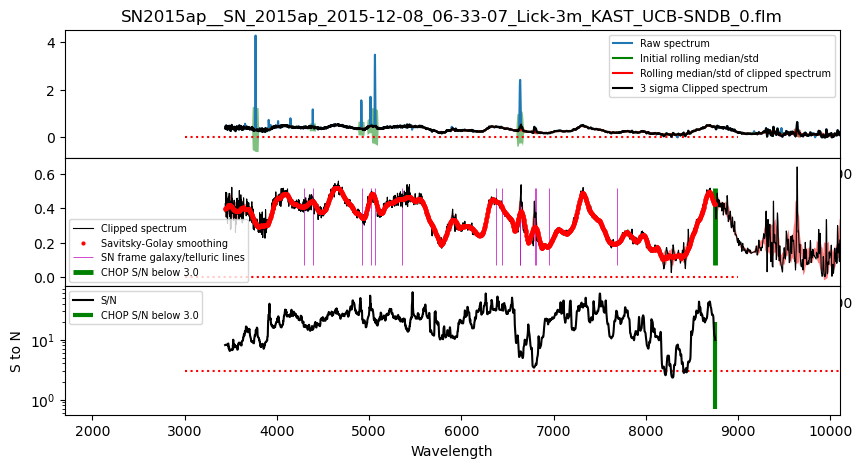 SN2015ap__SN_2015ap_2015-12-08_06-33-07_Lick-3m_KAST_UCB-SNDB_0.flm
4
2
0
Raw spectrum
Initial rolling median/std
Rolling median/std of clipped spectrum
3 sigma Clipped spectrum
00
0.6
0.4
0.2
0.0
Clipped spectrum
Savitsky-Golay smoothing
SN frame galaxy/telluric lines
CHOP S/N below 3.0
00
S to N
10¹
10⁰
S/N
CHOP S/N below 3.0
2000 3000 4000 5000 6000 7000 8000 9000 10000
Wavelength